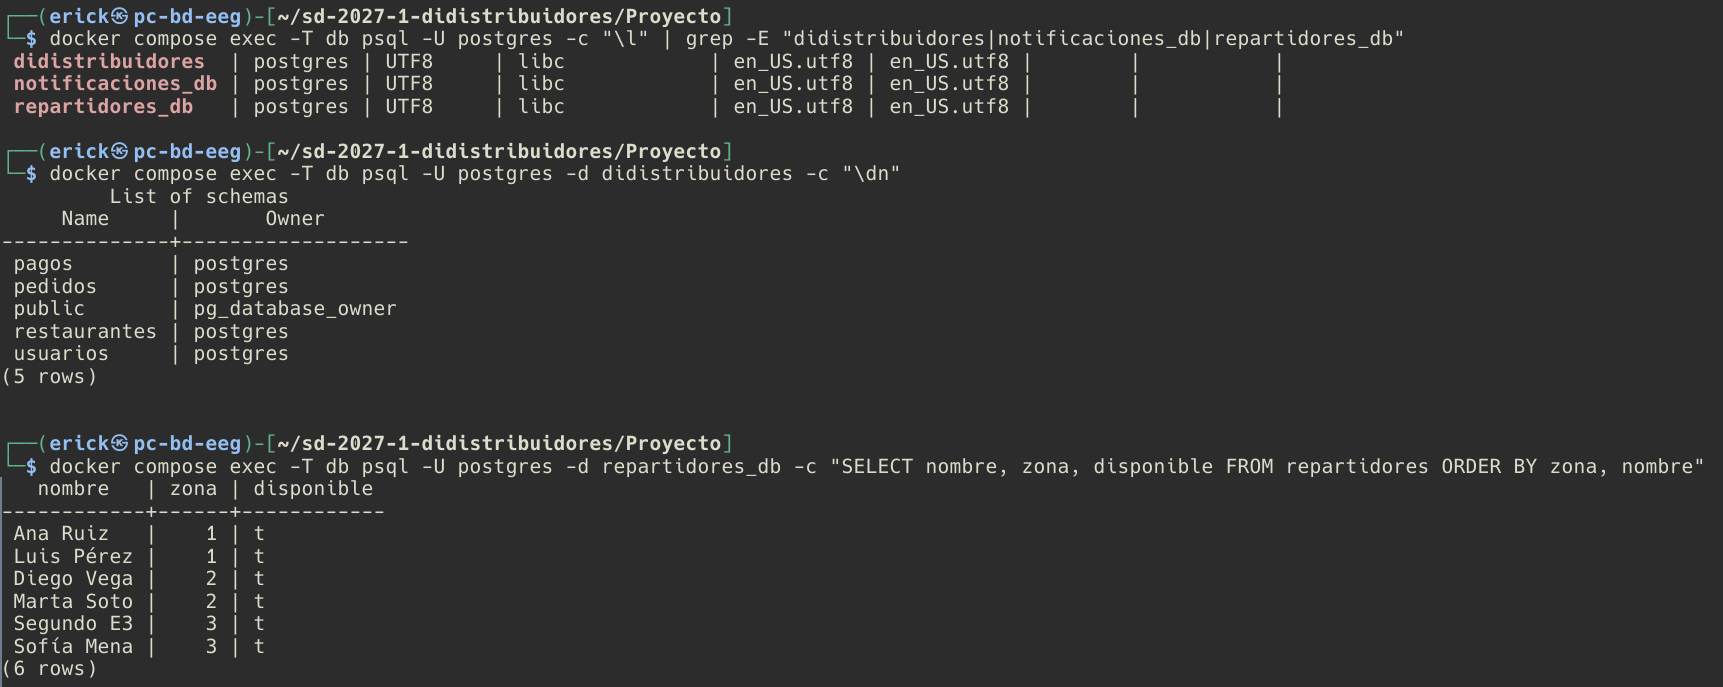 ┌──(erick㉿pc-bd-eeg)-[~/sd-2027-1-didistribuidores/Proyecto]
└─$ docker compose exec -T db psql -U postgres -c "\l" | grep -E "didistribuidores|notificaciones_db|repartidores_db"
 didistribuidores  | postgres | UTF8     | libc            | en_US.utf8 | en_US.utf8 |        |           |
 notificaciones_db | postgres | UTF8     | libc            | en_US.utf8 | en_US.utf8 |        |           |
 repartidores_db   | postgres | UTF8     | libc            | en_US.utf8 | en_US.utf8 |        |           |
┌──(erick㉿pc-bd-eeg)-[~/sd-2027-1-didistribuidores/Proyecto]
└─$ docker compose exec -T db psql -U postgres -d didistribuidores -c "\dn"
         List of schemas
     Name     |       Owner
--------------+-------------------
 pagos        | postgres
 pedidos      | postgres
 public       | pg_database_owner
 restaurantes | postgres
 usuarios     | postgres
(5 rows)
┌──(erick㉿pc-bd-eeg)-[~/sd-2027-1-didistribuidores/Proyecto]
└─$ docker compose exec -T db psql -U postgres -d repartidores_db -c "SELECT nombre, zona, disponible FROM repartidores ORDER BY zona, nombre"
   nombre   | zona | disponible
------------+------+------------
 Ana Ruiz   |    1 | t
 Luis Pérez |    1 | t
 Diego Vega |    2 | t
 Marta Soto |    2 | t
 Segundo E3 |    3 | t
 Sofía Mena |    3 | t
(6 rows)